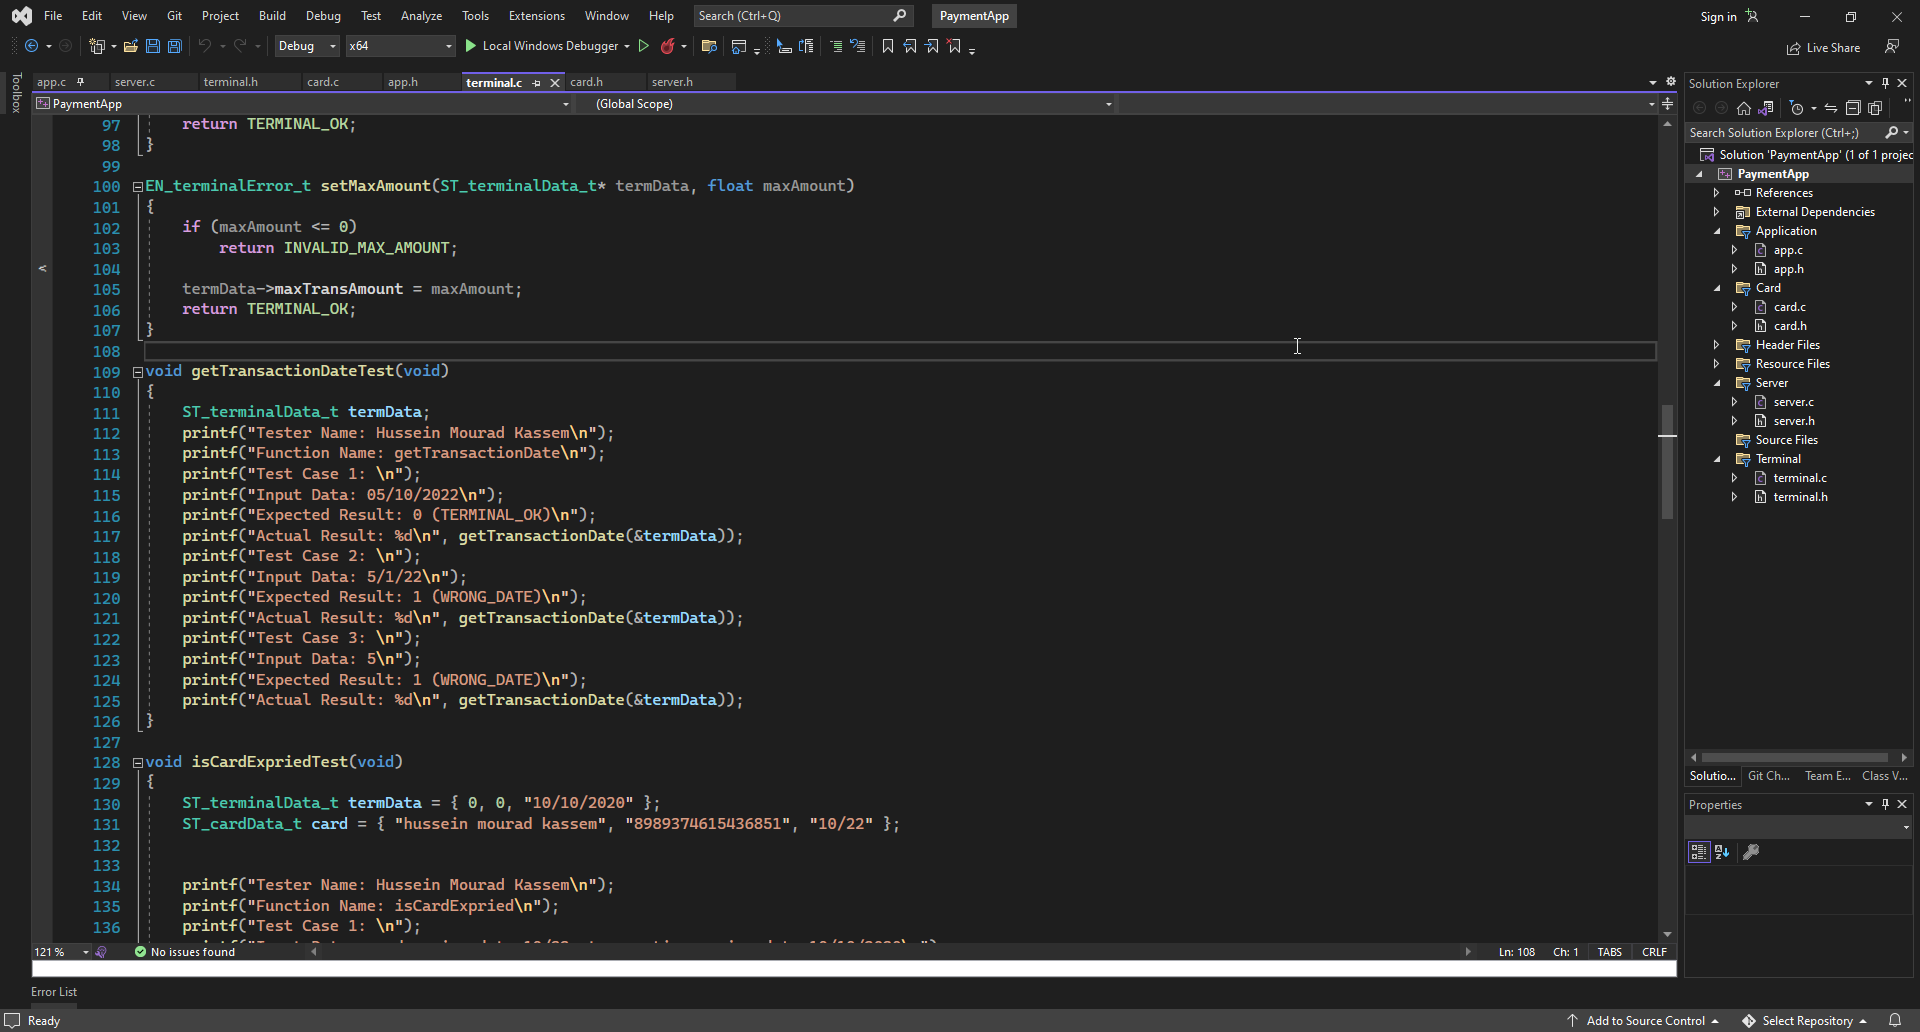 File Edit View Git Project Build Debug Test Analyze Tools Extensions Window Help Search (Ctrl+Q) PaymentApp Sign in
Debug x64 Local Windows Debugger Live Share
Toolbox
app.c server.c terminal.h card.c app.h terminal.c card.h server.h
PaymentApp (Global Scope)
97 return TERMINAL_OK;
98 }
99
100 EN_terminalError_t setMaxAmount(ST_terminalData_t* termData, float maxAmount)
101 {
102 if (maxAmount <= 0)
103 return INVALID_MAX_AMOUNT;
104
105 termData->maxTransAmount = maxAmount;
106 return TERMINAL_OK;
107 }
108
109 void getTransactionDateTest(void)
110 {
111 ST_terminalData_t termData;
112 printf("Tester Name: Hussein Mourad Kassem\n");
113 printf("Function Name: getTransactionDate\n");
114 printf("Test Case 1: \n");
115 printf("Input Data: 05/10/2022\n");
116 printf("Expected Result: 0 (TERMINAL_OK)\n");
117 printf("Actual Result: %d\n", getTransactionDate(&termData));
118 printf("Test Case 2: \n");
119 printf("Input Data: 5/1/22\n");
120 printf("Expected Result: 1 (WRONG_DATE)\n");
121 printf("Actual Result: %d\n", getTransactionDate(&termData));
122 printf("Test Case 3: \n");
123 printf("Input Data: 5\n");
124 printf("Expected Result: 1 (WRONG_DATE)\n");
125 printf("Actual Result: %d\n", getTransactionDate(&termData));
126 }
127
128 void isCardExpriedTest(void)
129 {
130 ST_terminalData_t termData = { 0, 0, "10/10/2020" };
131 ST_cardData_t card = { "hussein mourad kassem", "8989374615436851", "10/22" };
132
133
134 printf("Tester Name: Hussein Mourad Kassem\n");
135 printf("Function Name: isCardExpried\n");
136 printf("Test Case 1: \n");
121 % No issues found Ln: 108 Ch: 1 TABS CRLF
Solution Explorer
Search Solution Explorer (Ctrl+;)
Solution 'PaymentApp' (1 of 1 projec
PaymentApp
References
External Dependencies
Application
app.c
app.h
Card
card.c
card.h
Header Files
Resource Files
Server
server.c
server.h
Source Files
Terminal
terminal.c
terminal.h
Solutio... Git Ch... Team E... Class V...
Properties
Error List
Ready Add to Source Control Select Repository